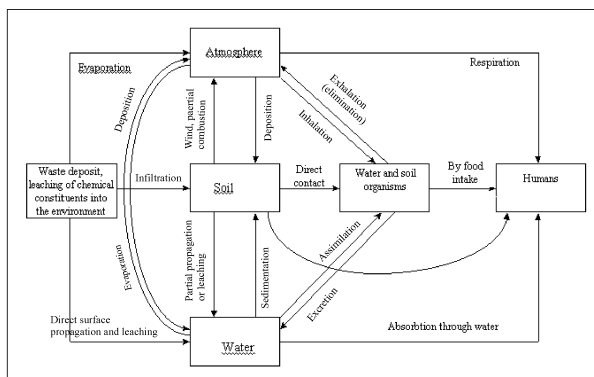 Atmosphere
Evaporation
Respiration
Deposition
Wind, paertial
combustion
Deposition
Exhalation
(elimination)
Inhalation
Waste deposit,
leaching of chemical
constituents into
the environment
Infiltration
Soil
Direct
contact
Water and soil
organisms
By food
intake
Humans
Evaporation
Partial propagation
or leaching
Sedimentation
Assimilation
Excretion
Direct surface
propagation and leaching
Absorbtion through water
Water